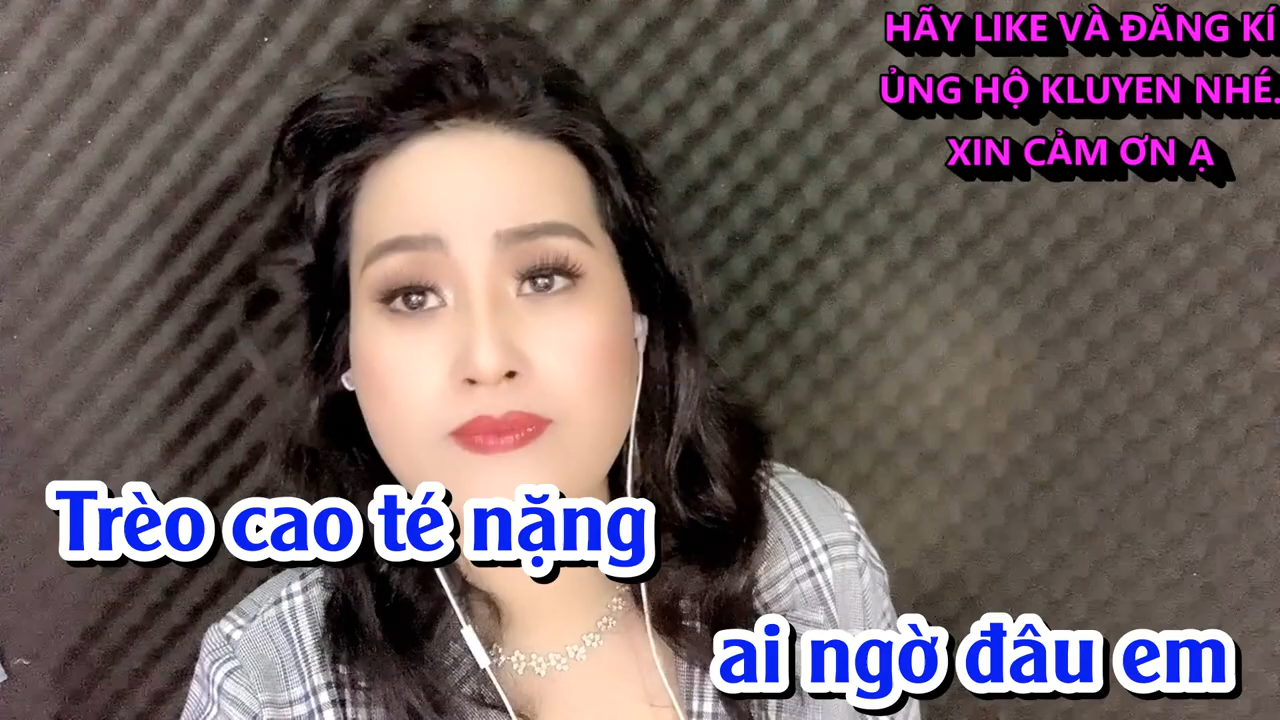 HÃY LIKE VÀ ĐĂNG KÍ
ỦNG HỘ KLUYEN NHÉ.
XIN CẢM ƠN Ạ
Trèo cao té nặng
ai ngờ đâu em